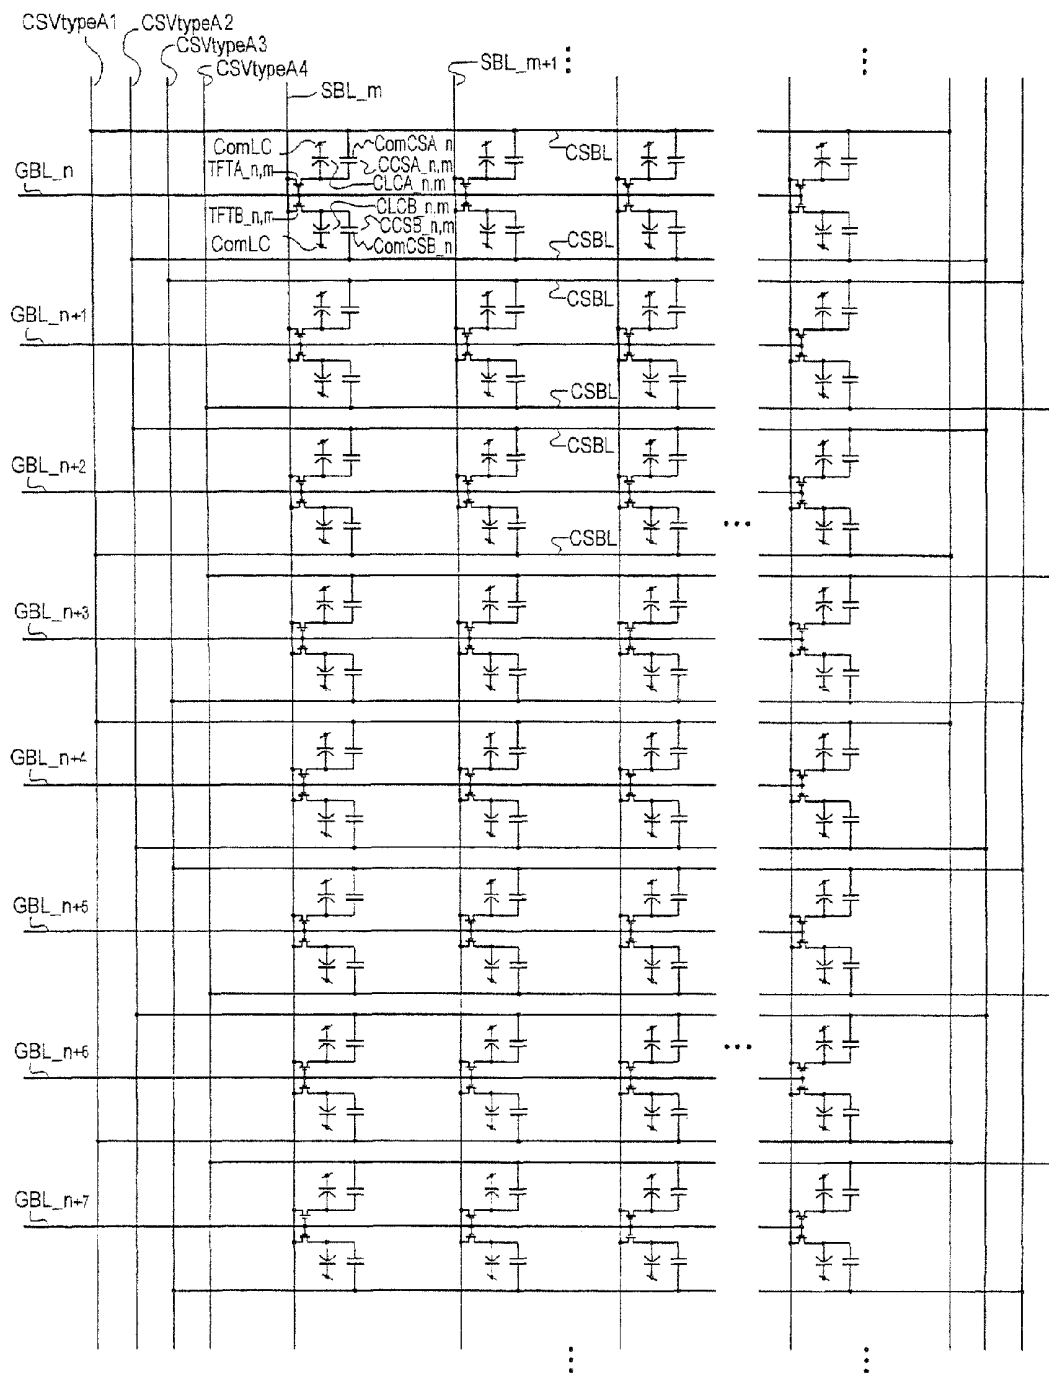 CSVtypeA1
CSVtypeA2
CSVtypeA3
CSVtypeA4
SBL_m
SBL_m+1
ComLC
ComCSA_n
CSBL
GBL_n
TFTA_n,m
CCSA_n,m
CLCA_n,m
CLCB_n,m
TFTB_n,m
CCSB_n,m
ComLC
ComCSB_n
CSBL
CSBL
GBL_n+1
CSBL
CSBL
GBL_n+2
CSBL
GBL_n+3
GBL_n+4
GBL_n+5
GBL_n+6
GBL_n+7